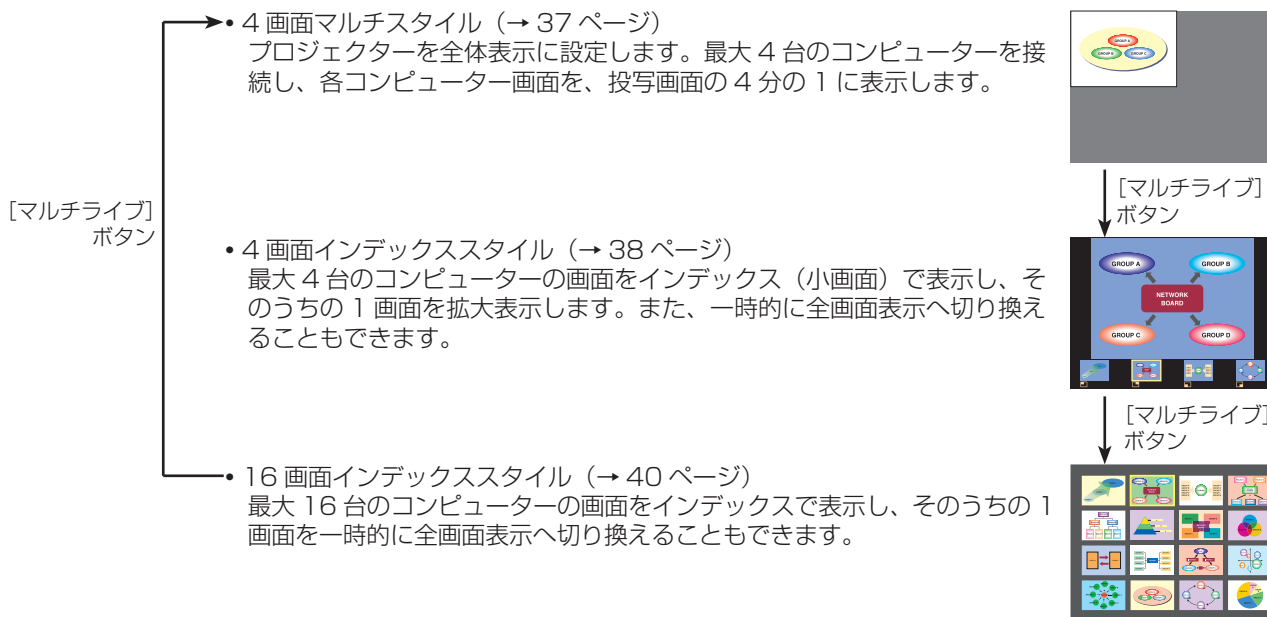 • 4 画面マルチスタイル（→ 37 ページ）
プロジェクターを全体表示に設定します。最大 4 台のコンピューターを接
続し、各コンピューター画面を、投写画面の 4 分の 1 に表示します。
GROUP A
GROUP B
GROUP C
[マルチライブ]
ボタン
[マルチライブ]
ボタン
• 4 画面インデックススタイル（→ 38 ページ）
最大 4 台のコンピューターの画面をインデックス（小画面）で表示し、そ
のうちの 1 画面を拡大表示します。また、一時的に全画面表示へ切り換え
ることもできます。
GROUP A
GROUP B
NETWORK
BOARD
GROUP C
GROUP D
[マルチライブ]
ボタン
• 16 画面インデックススタイル（→ 40 ページ）
最大 16 台のコンピューターの画面をインデックスで表示し、そのうちの 1
画面を一時的に全画面表示へ切り換えることもできます。